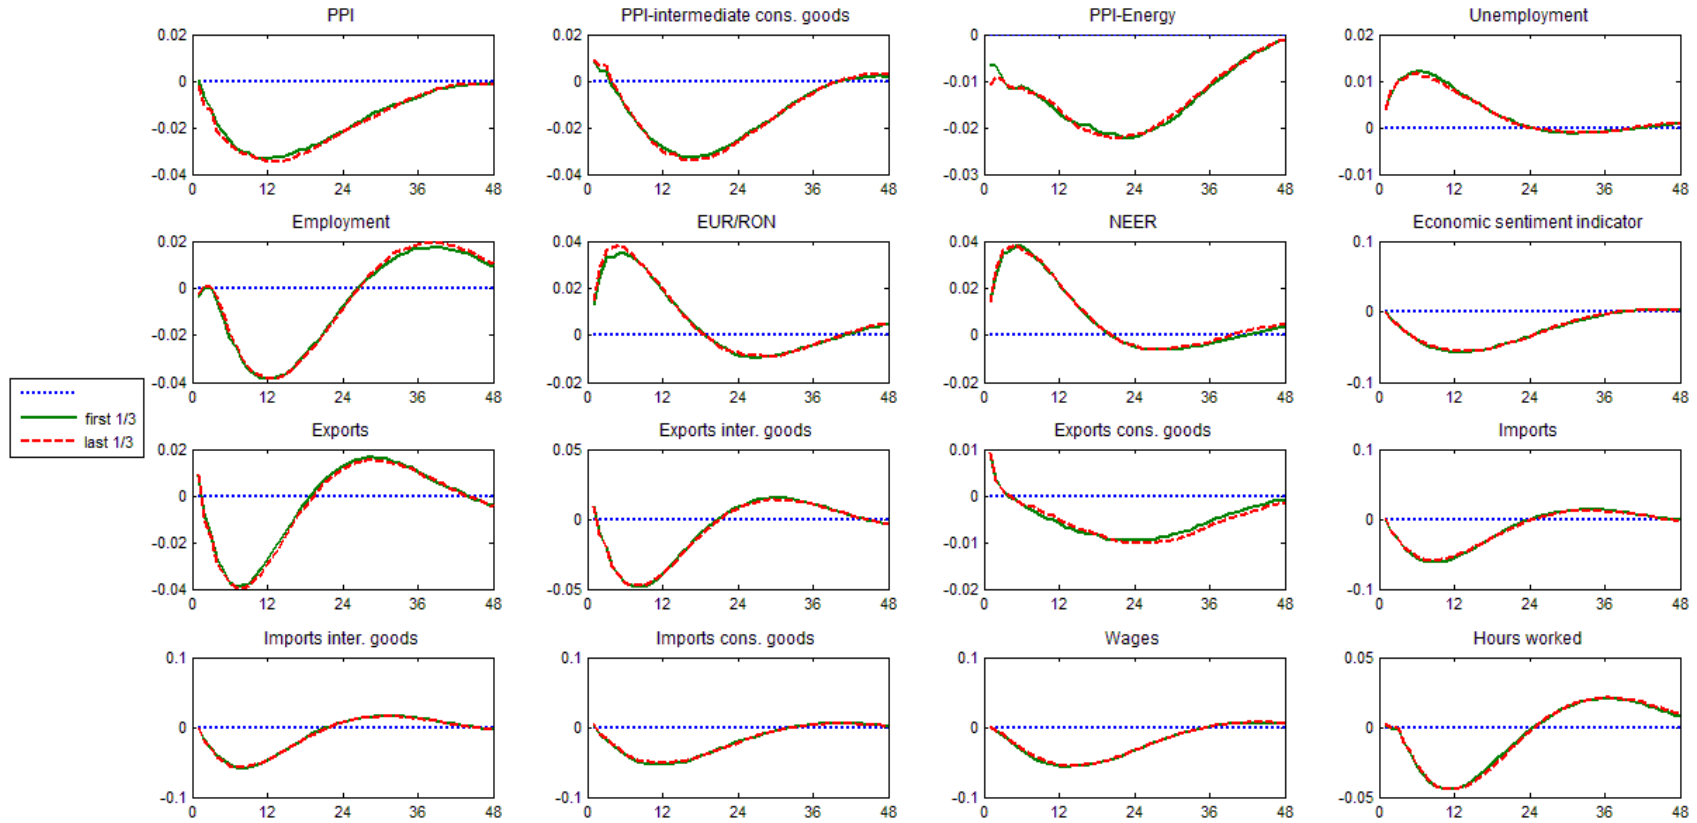 PPI
0.02
0
-0.02
-0.04
0 12 24 36 48
PPI-intermediate cons. goods
0.02
0
-0.02
-0.04
0 12 24 36 48
PPI-Energy
0
-0.01
-0.02
-0.03
0 12 24 36 48
Unemployment
0.02
0.01
0
-0.01
0 12 24 36 48
Employment
0.02
0
-0.02
-0.04
0 12 24 36 48
EUR/RON
0.04
0.02
0
-0.02
0 12 24 36 48
NEER
0.04
0.02
0
-0.02
0 12 24 36 48
Economic sentiment indicator
0.1
0
-0.1
0 12 24 36 48
first 1/3
last 1/3
Exports
0.02
0
-0.02
-0.04
0 12 24 36 48
Exports inter. goods
0.05
0
-0.05
0 12 24 36 48
Exports cons. goods
0.01
0
-0.01
-0.02
0 12 24 36 48
Imports
0.1
0
-0.1
0 12 24 36 48
Imports inter. goods
0.1
0
-0.1
0 12 24 36 48
Imports cons. goods
0.1
0
-0.1
0 12 24 36 48
Wages
0.1
0
-0.1
0 12 24 36 48
Hours worked
0.05
0
-0.05
0 12 24 36 48